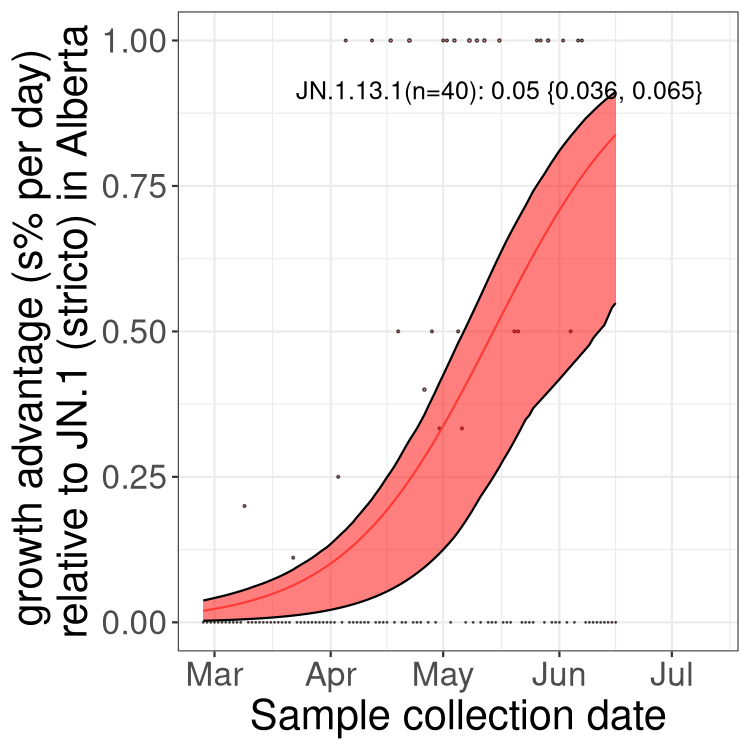 growth advantage (s% per day)
relative to JN.1 (stricto) in Alberta
1.00
0.75
0.50
0.25
0.00
JN.1.13.1(n=40): 0.05 {0.036, 0.065}
Mar Apr May Jun Jul
Sample collection date